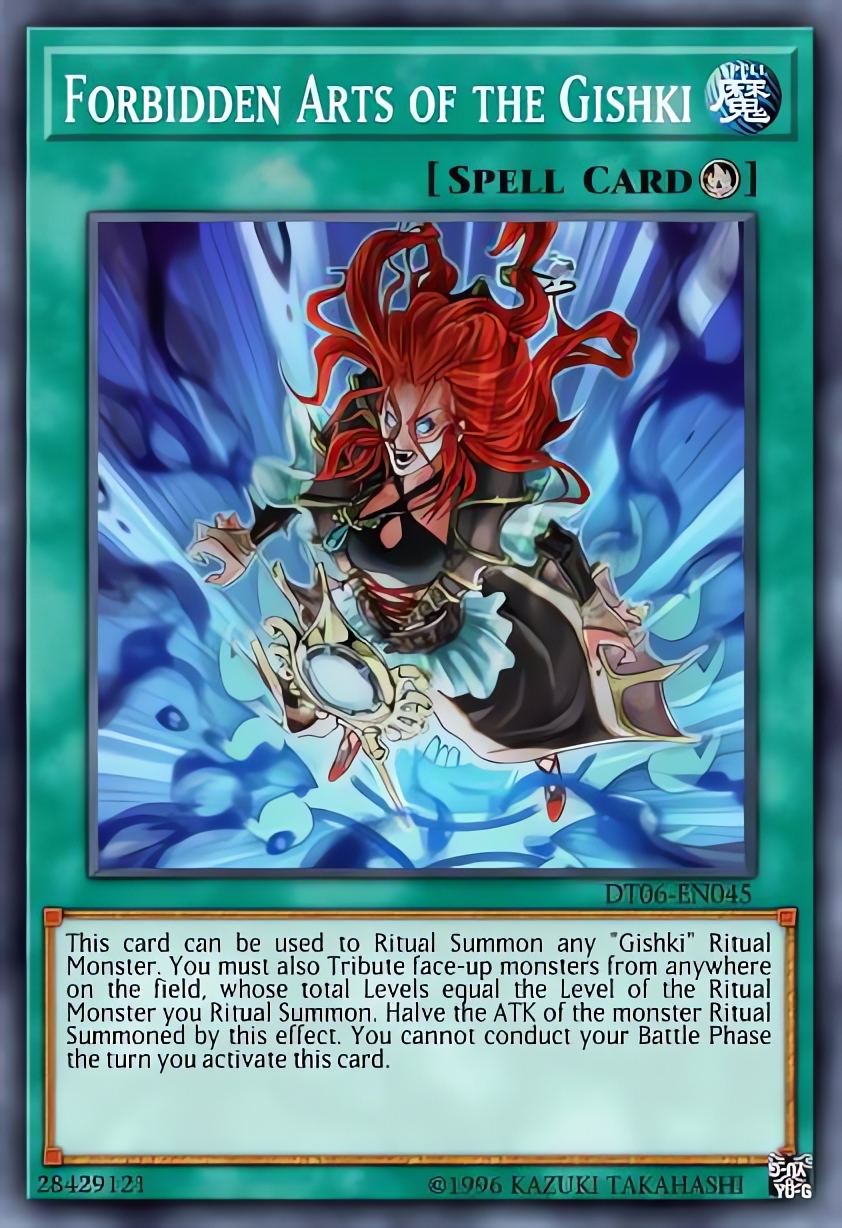 FORBIDDEN ARTS OF THE GISHKI
魔
[SPELL CARD]
DT06-EN045
This card can be used to Ritual Summon any "Gishki" Ritual
Monster. You must also Tribute face-up monsters from anywhere
on the field, whose total Levels equal the Level of the Ritual
Monster you Ritual Summon. Halve the ATK of the monster Ritual
Summoned by this effect. You cannot conduct your Battle Phase
the turn you activate this card.
28429121
©1996 KAZUKI TAKAHASHI